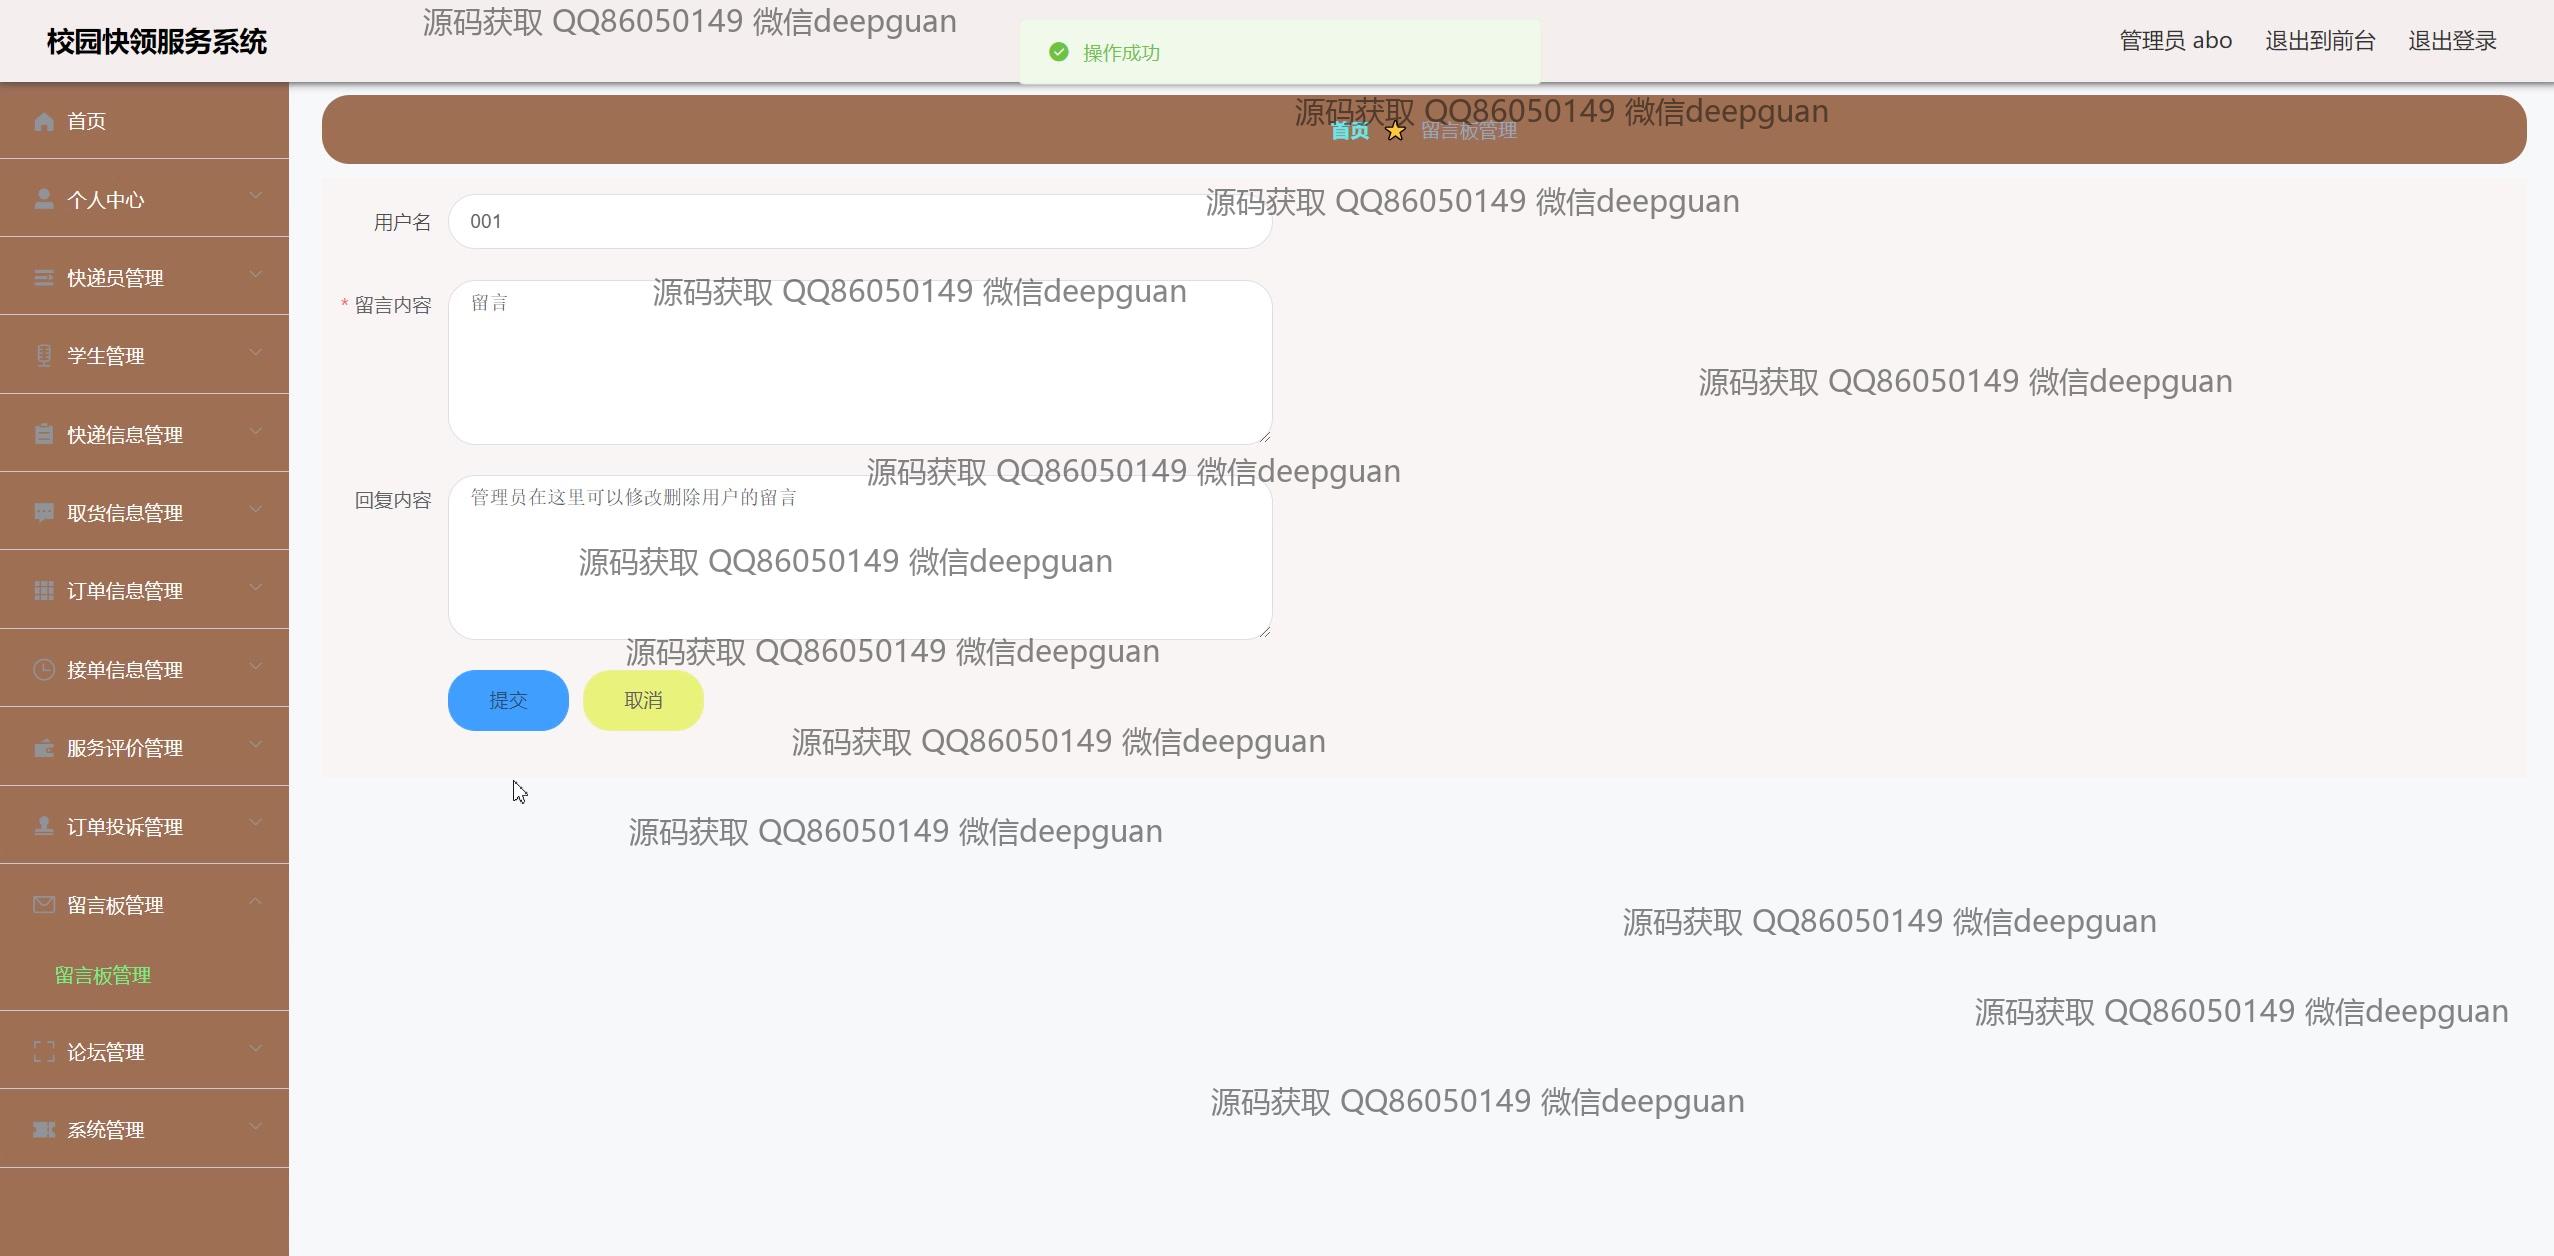 校园快领服务系统
源码获取 QQ86050149 微信deepguan
操作成功
管理员 abo
退出到前台
退出登录
首页
源码获取 QQ86050149 微信deepguan
首页
留言板管理
个人中心
源码获取 QQ86050149 微信deepguan
用户名
001
快递员管理
源码获取 QQ86050149 微信deepguan
* 留言内容
留言
学生管理
源码获取 QQ86050149 微信deepguan
快递信息管理
源码获取 QQ86050149 微信deepguan
回复内容
管理员在这里可以修改删除用户的留言
取货信息管理
源码获取 QQ86050149 微信deepguan
订单信息管理
源码获取 QQ86050149 微信deepguan
接单信息管理
提交
取消
源码获取 QQ86050149 微信deepguan
服务评价管理
订单投诉管理
源码获取 QQ86050149 微信deepguan
留言板管理
源码获取 QQ86050149 微信deepguan
留言板管理
源码获取 QQ86050149 微信deepguan
论坛管理
源码获取 QQ86050149 微信deepguan
系统管理